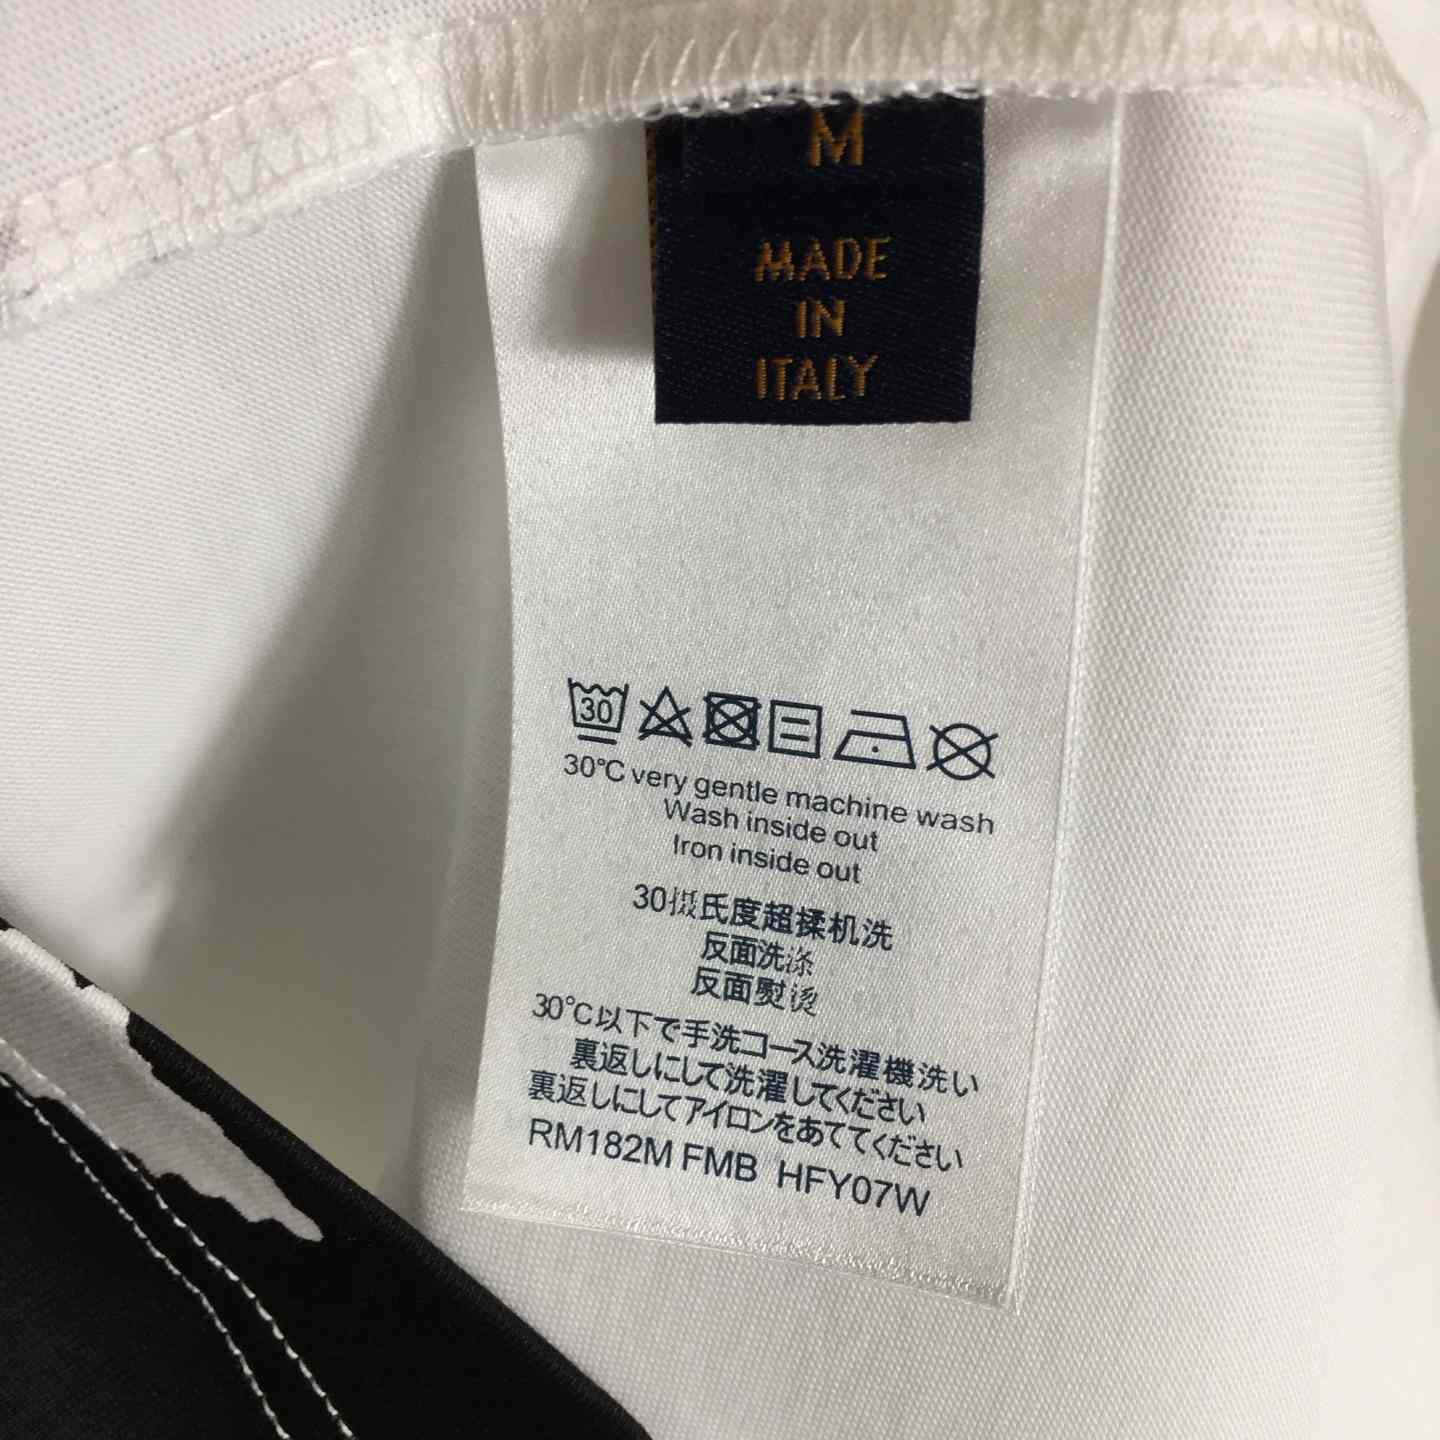 M
MADE
IN
ITALY
30
30℃ very gentle machine wash
Wash inside out
Iron inside out
30摄氏度超揉机洗
反面洗涤
反面熨烫
30℃以下で手洗コース洗濯機洗い
裏返しにして洗濯してください
裏返しにしてアイロンをあててください
RM182M FMB HFY07W